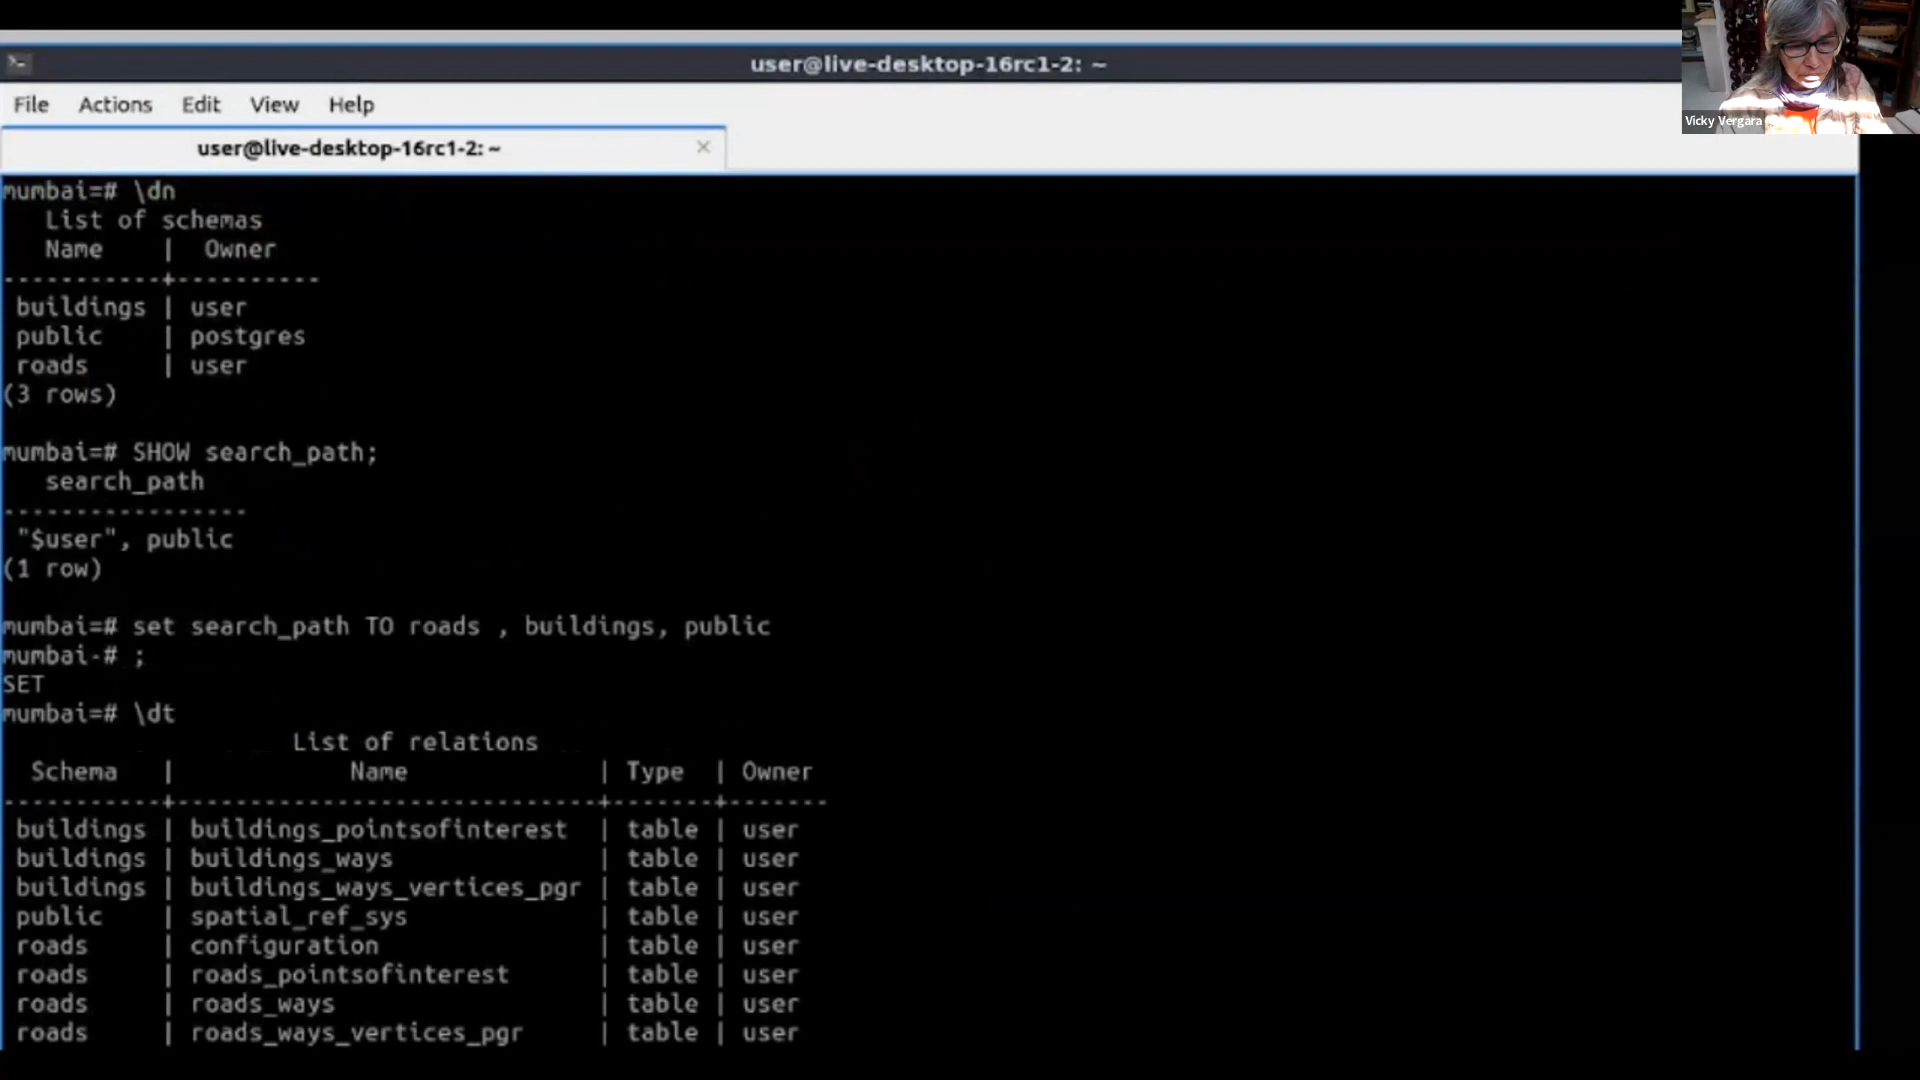 user@live-desktop-16rc1-2: ~
Vicky Vergara
File Actions Edit View Help
user@live-desktop-16rc1-2: ~
mumbai=# \dn
List of schemas
Name | Owner
-----------+----------
buildings | user
public | postgres
roads | user
(3 rows)
mumbai=# SHOW search_path;
search_path
-----------------
"$user", public
(1 row)
mumbai=# set search_path TO roads , buildings, public
mumbai-# ;
SET
mumbai=# \dt
List of relations
Schema | Name | Type | Owner
-----------+-----------------------------+-------+-------
buildings | buildings_pointsofinterest | table | user
buildings | buildings_ways | table | user
buildings | buildings_ways_vertices_pgr | table | user
public | spatial_ref_sys | table | user
roads | configuration | table | user
roads | roads_pointsofinterest | table | user
roads | roads_ways | table | user
roads | roads_ways_vertices_pgr | table | user